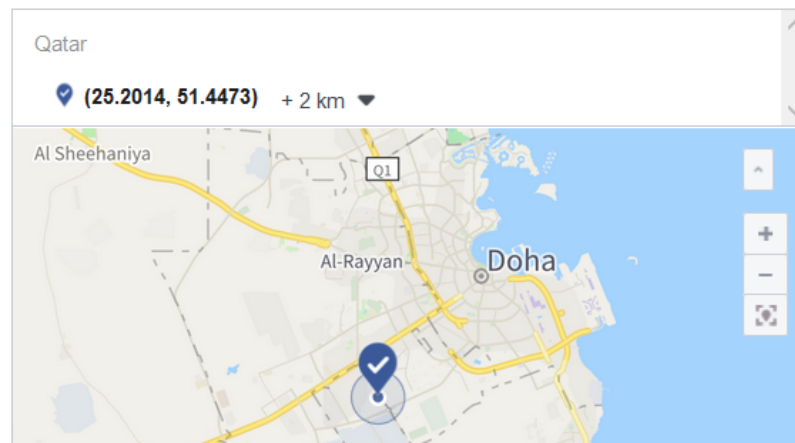 Qatar
(25.2014, 51.4473) + 2 km
Al Sheehaniya
Q1
Al-Rayyan
Doha